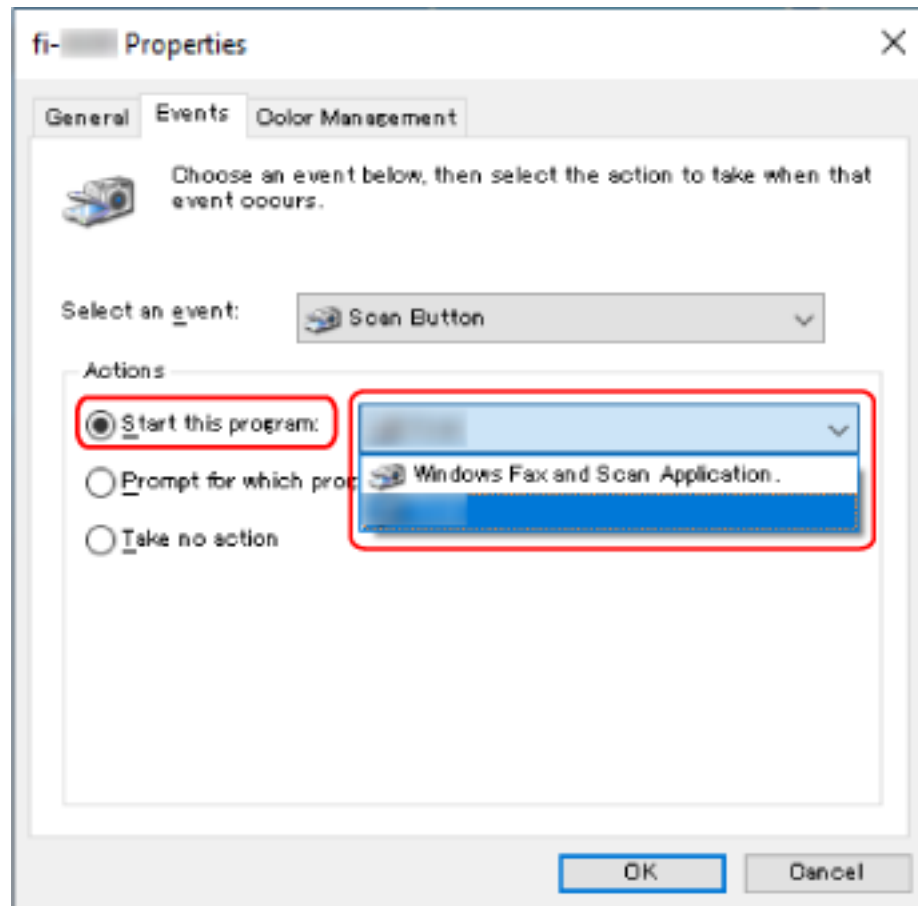 fi- Properties
General Events Color Management
Choose an event below, then select the action to take when that
event occurs.
Select an event: Scan Button
Actions
Start this program:
Prompt for which Windows Fax and Scan Application.
Take no action
OK Cancel